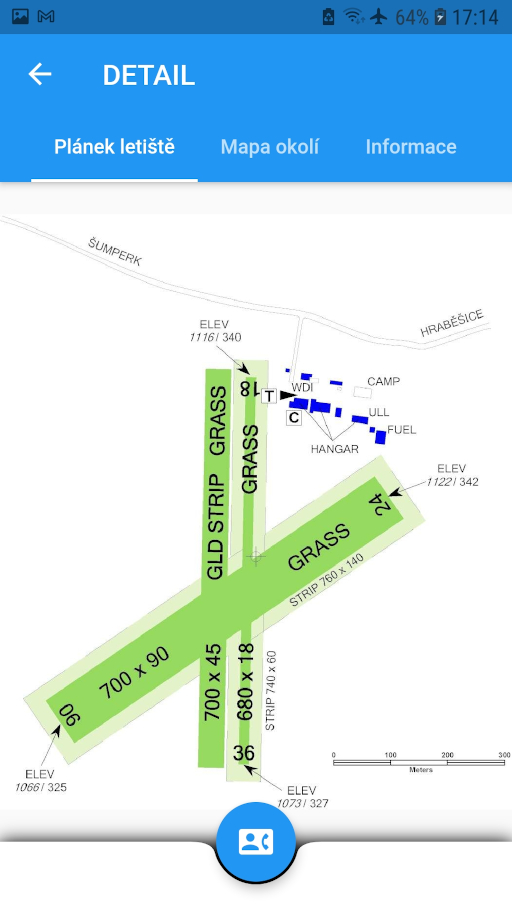 64% 17:14
DETAIL
Plánek letiště Mapa okolí Informace
ŠUMPERK
HRABĚŠICE
ELEV
1116 / 340
18
T
WDI
CAMP
C
ULL
FUEL
HANGAR
GRASS
GRASS
GLD STRIP
ELEV
1122 / 342
24
GRASS
STRIP 760 x 140
700 x 90
06
700 x 45
680 x 18
STRIP 740 x 60
36
ELEV
1066 / 325
ELEV
1073 / 327
0 100 200 300
Meters